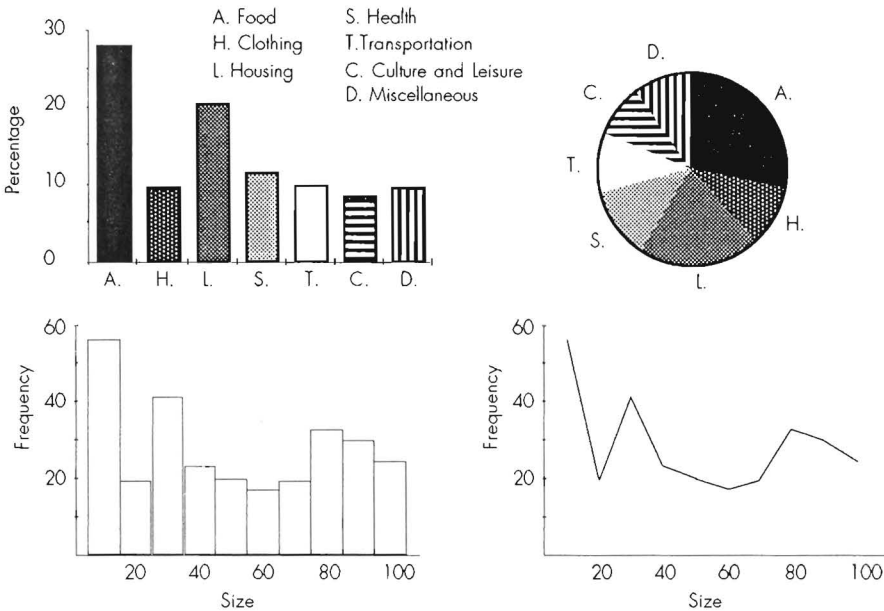 A. Food
H. Clothing
L. Housing
S. Health
T.Transportation
C. Culture and Leisure
D. Miscellaneous
Percentage
30
20
10
0
A. H. L. S. T. C. D.
D.
C.
A.
T.
H.
S.
L.
Frequency
60
40
20
20 40 60 80 100
Size
Frequency
60
40
20
20 40 60 80 100
Size